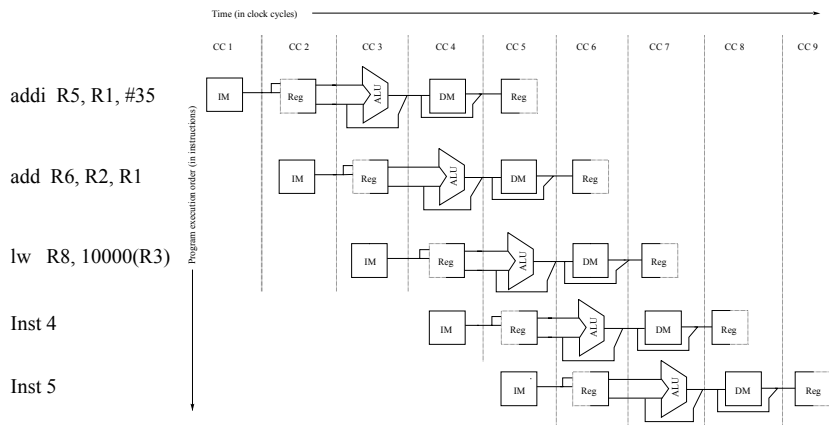 Time (in clock cycles)
CC 1 CC 2 CC 3 CC 4 CC 5 CC 6 CC 7 CC 8 CC 9
Program execution order (in instructions)
addi R5, R1, #35
IM Reg ALU DM Reg
add R6, R2, R1
IM Reg ALU DM Reg
lw R8, 10000(R3)
IM Reg ALU DM Reg
Inst 4
IM Reg ALU DM Reg
Inst 5
IM Reg ALU DM Reg